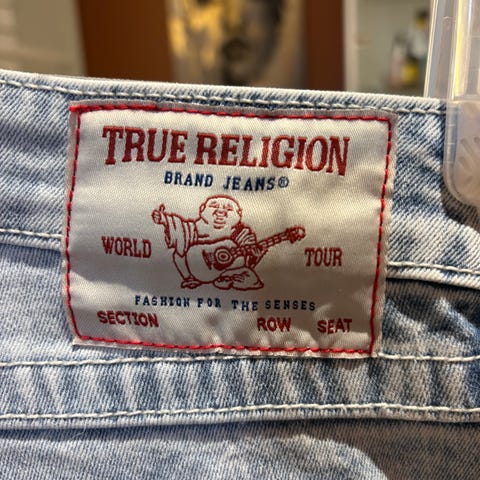 TRUE RELIGION
BRAND JEANS®
WORLD TOUR
FASHION FOR THE SENSES
SECTION ROW SEAT